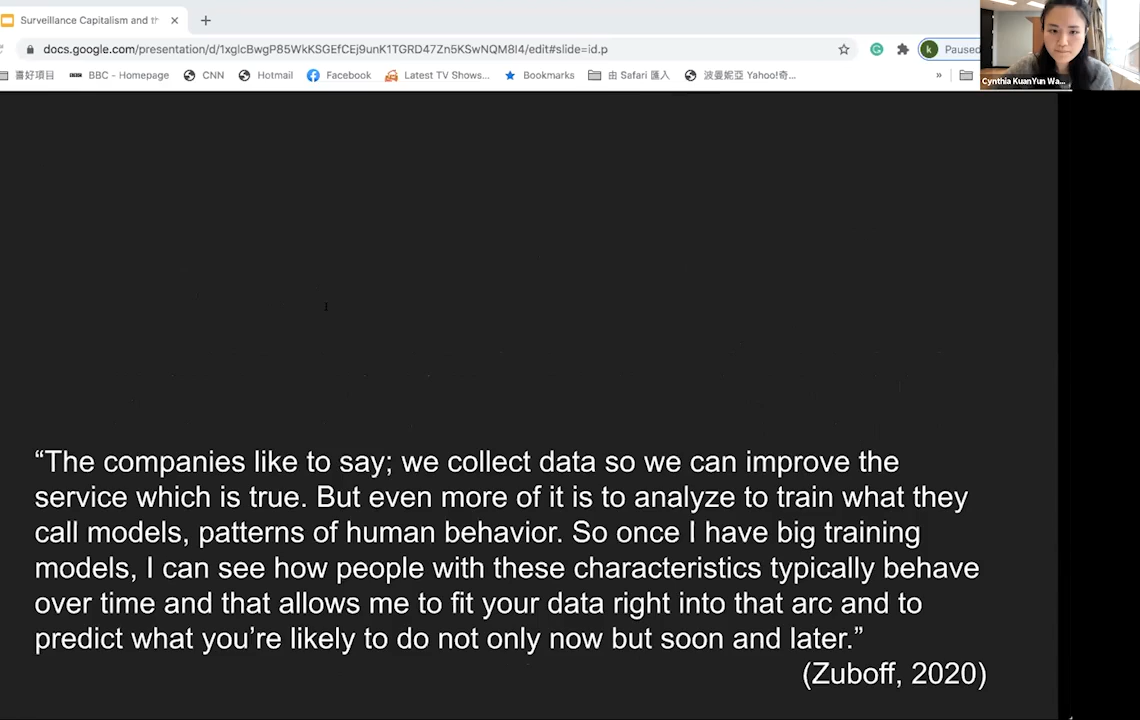 Surveillance Capitalism and th
docs.google.com/presentation/d/1xglcBwgP85WkKSGEfCEj9unK1TGRD47Zn5KSwNQM8I4/edit#slide=id.p
k Paused
喜好項目 BBC - Homepage CNN Hotmail Facebook Latest TV Shows... Bookmarks 由 Safari 匯入 波曼妮亞 Yahoo!奇... »
Cynthia KuanYun Wa...
“The companies like to say; we collect data so we can improve the
service which is true. But even more of it is to analyze to train what they
call models, patterns of human behavior. So once I have big training
models, I can see how people with these characteristics typically behave
over time and that allows me to fit your data right into that arc and to
predict what you’re likely to do not only now but soon and later.”
(Zuboff, 2020)